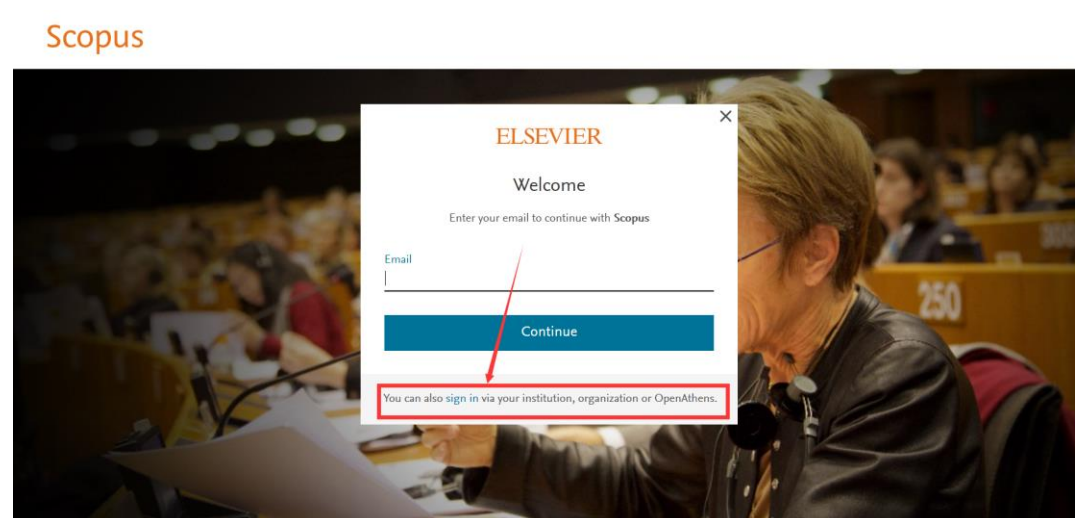 Scopus
ELSEVIER
Welcome
Enter your email to continue with Scopus
Email
Continue
You can also sign in via your institution, organization or OpenAthens.
250